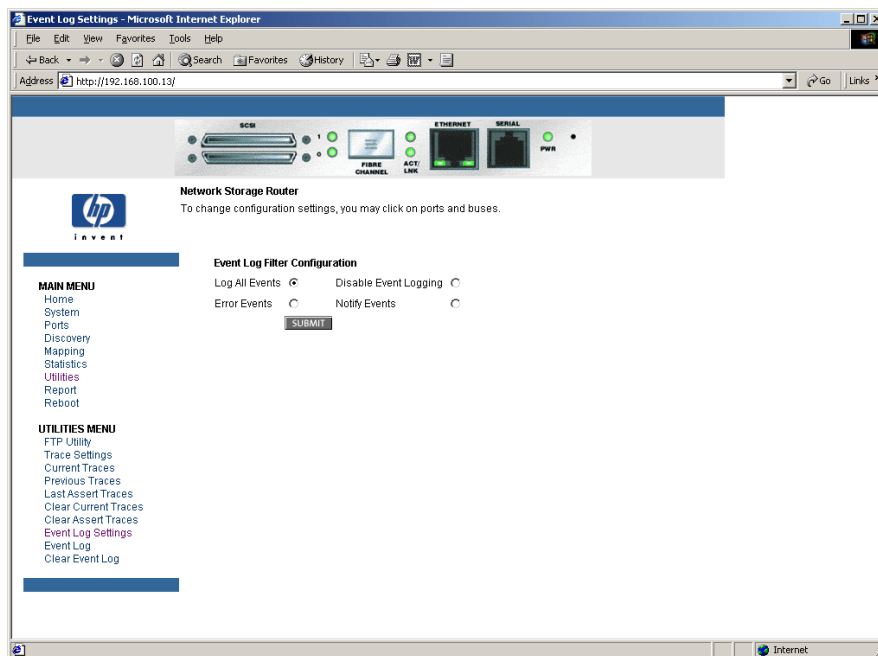 Event Log Settings - Microsoft Internet Explorer
File Edit View Favorites Tools Help
Back Search Favorites History
Address http://192.168.100.13/ Go Links
SCSI ETHERNET SERIAL
1
0
FIBRE CHANNEL
ACT/ LNK
PWR
hp
invent
Network Storage Router
To change configuration settings, you may click on ports and buses.
Event Log Filter Configuration
Log All Events Disable Event Logging
Error Events Notify Events
SUBMIT
MAIN MENU
Home
System
Ports
Discovery
Mapping
Statistics
Utilities
Report
Reboot
UTILITIES MENU
FTP Utility
Trace Settings
Current Traces
Previous Traces
Last Assert Traces
Clear Current Traces
Clear Assert Traces
Event Log Settings
Event Log
Clear Event Log
Internet